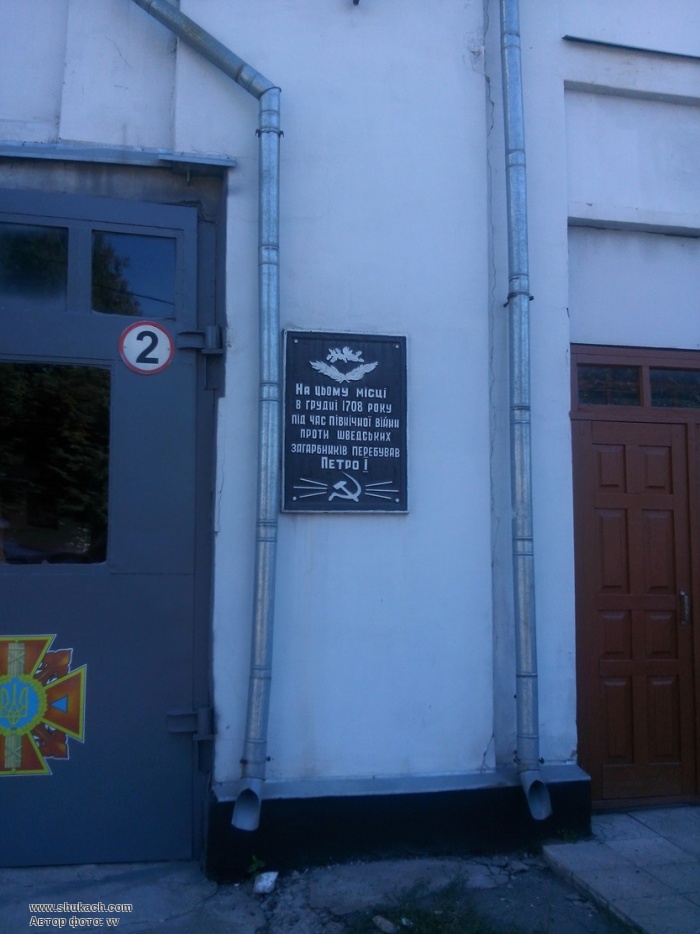 2
На цьому місці
в грудні 1708 року
під час північної війни
проти шведських
загарбників перебував
Петро I
www.shukach.com
Автор фото: vv